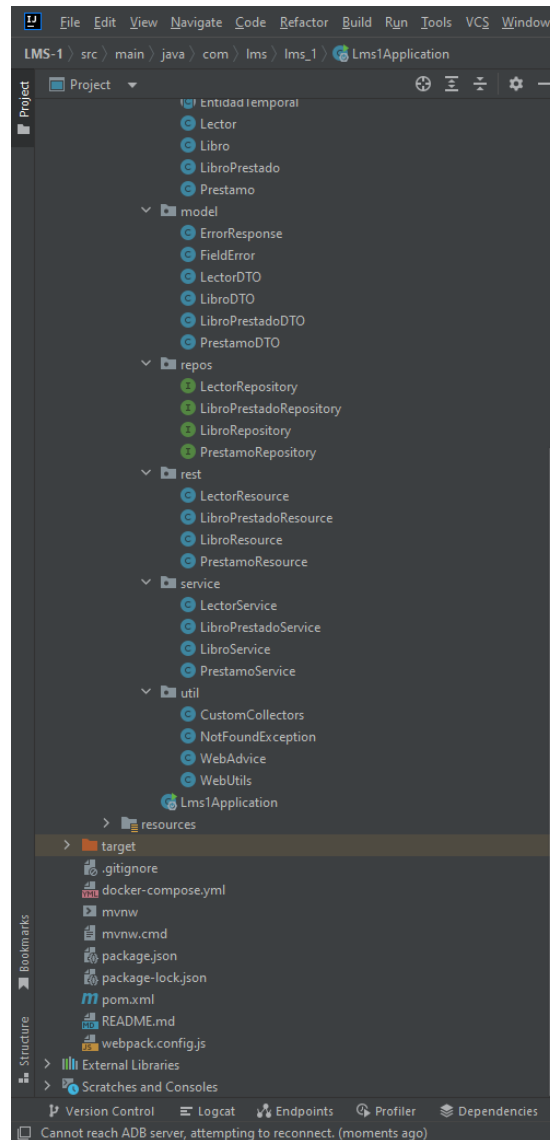 File Edit View Navigate Code Refactor Build Run Tools VCS Window
LMS-1 src main java com lms lms_1 Lms1Application
Project
Project
EntidadTemporal
Lector
Libro
LibroPrestado
Prestamo
model
ErrorResponse
FieldError
LectorDTO
LibroDTO
LibroPrestadoDTO
PrestamoDTO
repos
LectorRepository
LibroPrestadoRepository
LibroRepository
PrestamoRepository
rest
LectorResource
LibroPrestadoResource
LibroResource
PrestamoResource
service
LectorService
LibroPrestadoService
LibroService
PrestamoService
util
CustomCollectors
NotFoundException
WebAdvice
WebUtils
Lms1Application
resources
target
.gitignore
docker-compose.yml
mvnw
mvnw.cmd
package.json
package-lock.json
pom.xml
README.md
webpack.config.js
External Libraries
Scratches and Consoles
Bookmarks
Structure
Version Control Logcat Endpoints Profiler Dependencies
Cannot reach ADB server, attempting to reconnect. (moments ago)